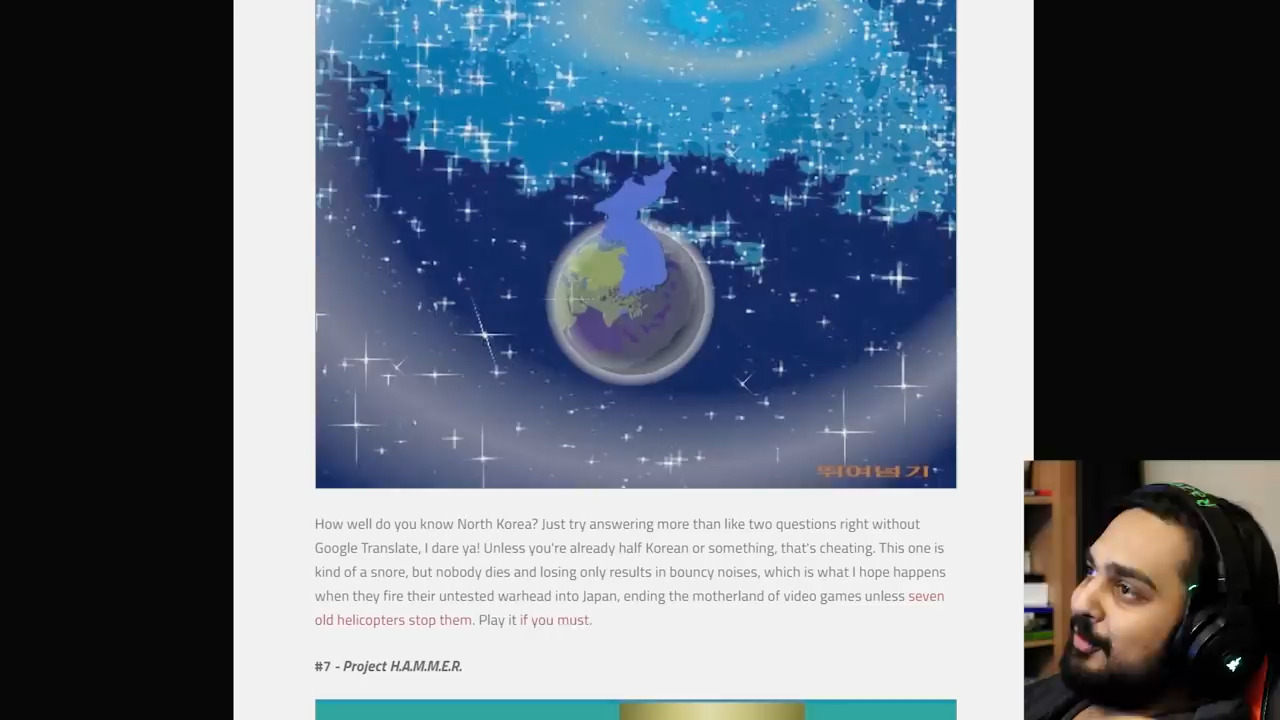 뛰여넘기
How well do you know North Korea? Just try answering more than like two questions right without
Google Translate, I dare ya! Unless you're already half Korean or something, that's cheating. This one is
kind of a snore, but nobody dies and losing only results in bouncy noises, which is what I hope happens
when they fire their untested warhead into Japan, ending the motherland of video games unless seven
old helicopters stop them. Play it if you must.
#7 - Project H.A.M.M.E.R.